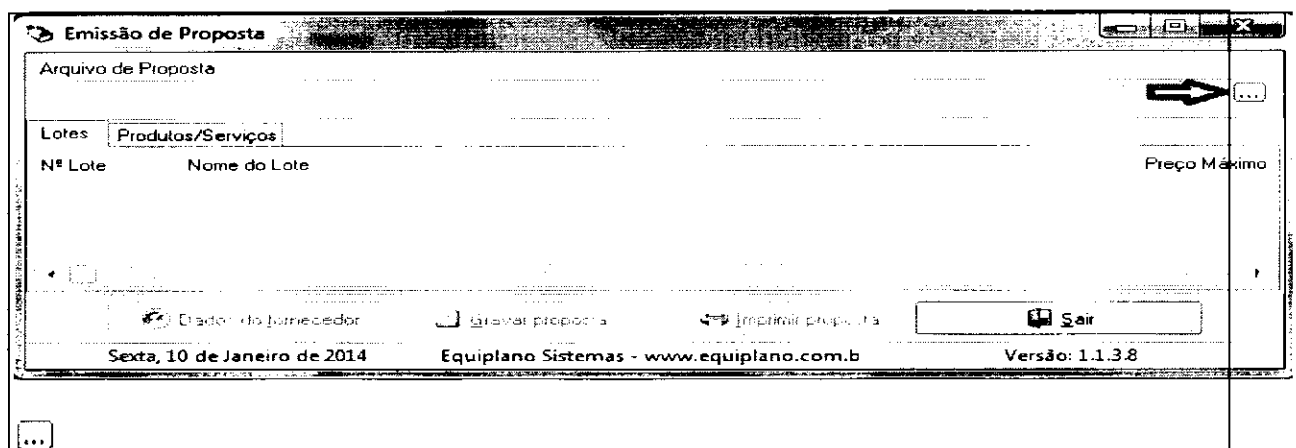 Emissão de Proposta
Arquivo de Proposta
...
Lotes Produtos/Serviços
Nº Lote Nome do Lote Preço Máximo
Dados do fornecedor Gravar proposta Imprimir proposta Sair
Sexta, 10 de Janeiro de 2014 Equiplano Sistemas - www.equiplano.com.b Versão: 1.1.3.8
...